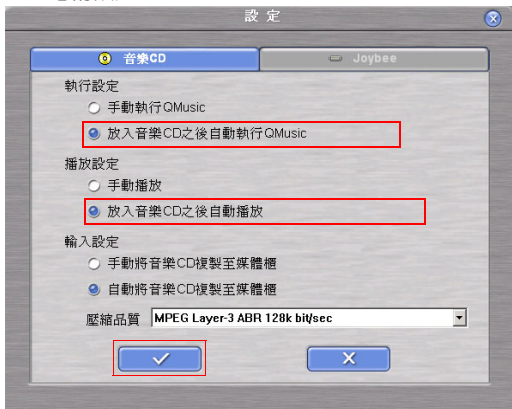 設 定
音樂CD
Joybee
執行設定
手動執行QMusic
放入音樂CD之後自動執行QMusic
播放設定
手動播放
放入音樂CD之後自動播放
輸入設定
手動將音樂CD複製至媒體櫃
自動將音樂CD複製至媒體櫃
壓縮品質 MPEG Layer-3 ABR 128k bit/sec